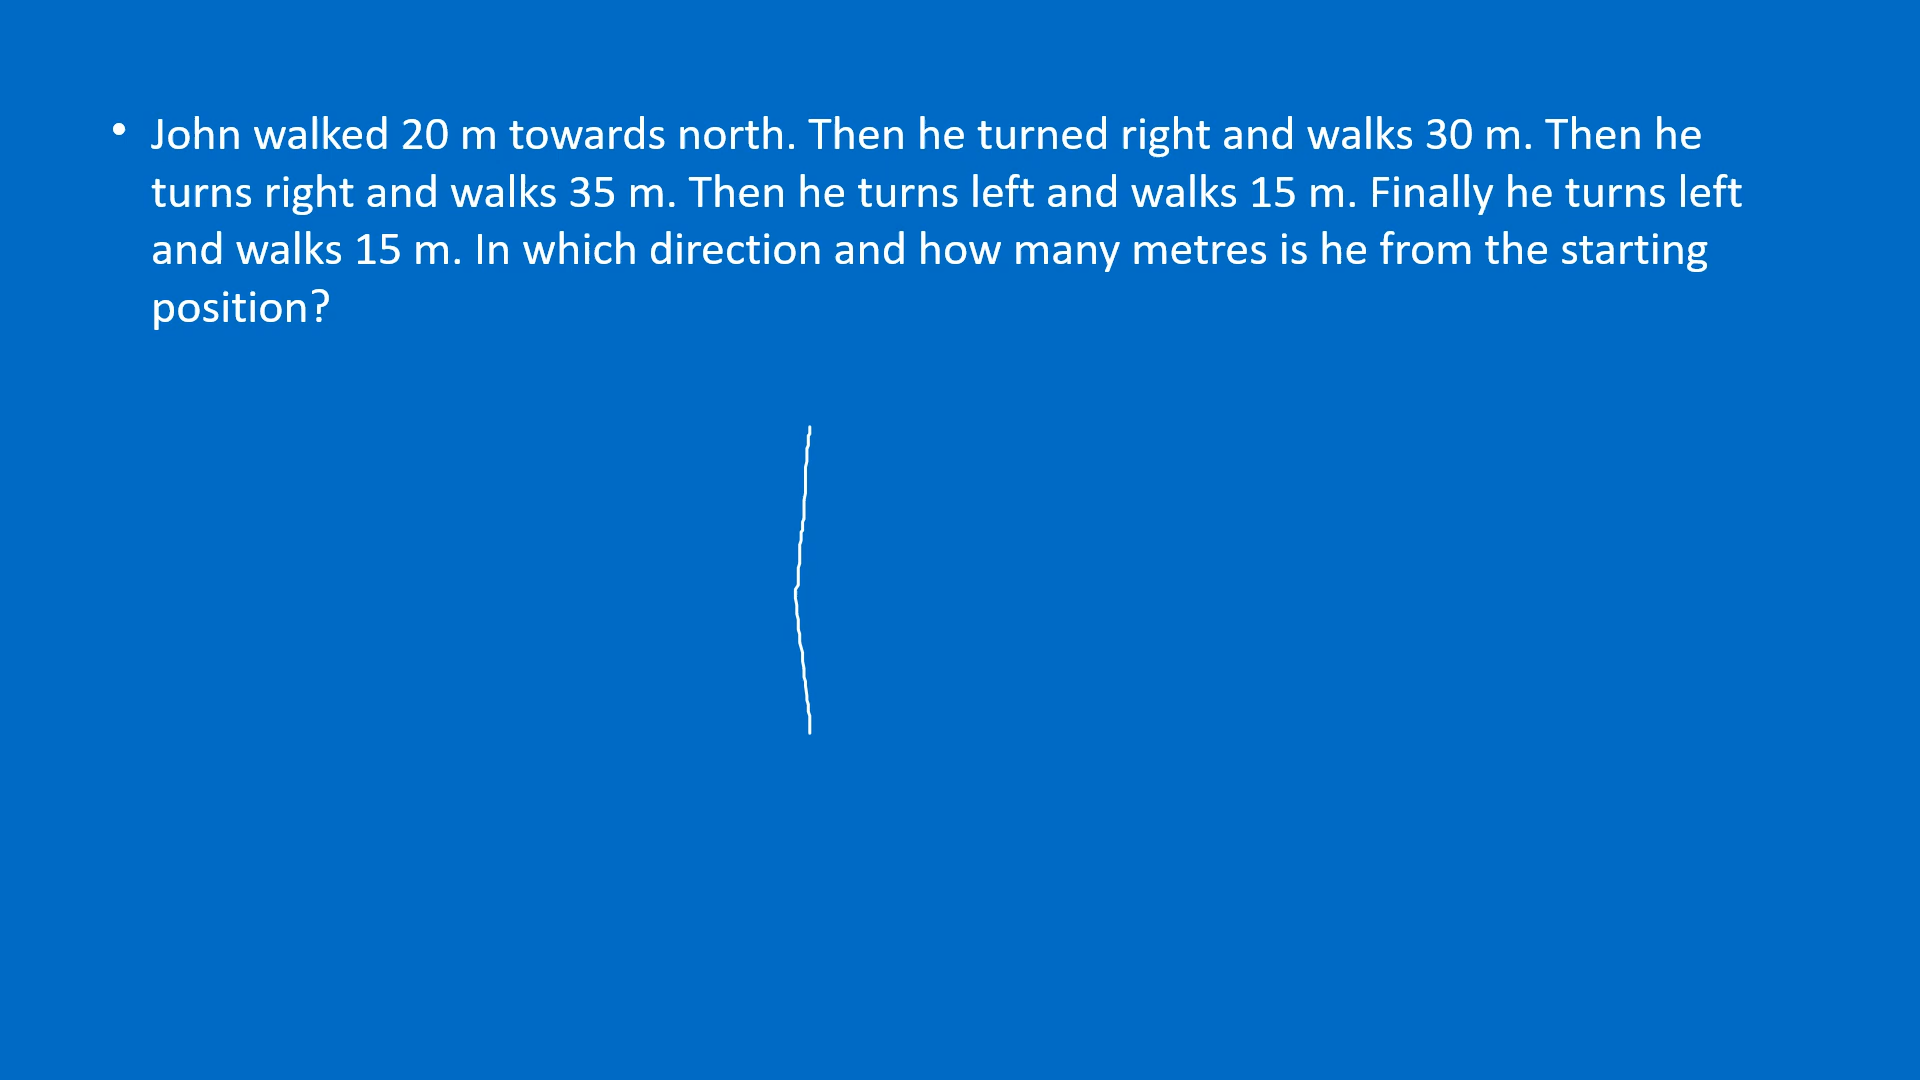 • John walked 20 m towards north. Then he turned right and walks 30 m. Then he
turns right and walks 35 m. Then he turns left and walks 15 m. Finally he turns left
and walks 15 m. In which direction and how many metres is he from the starting
position?